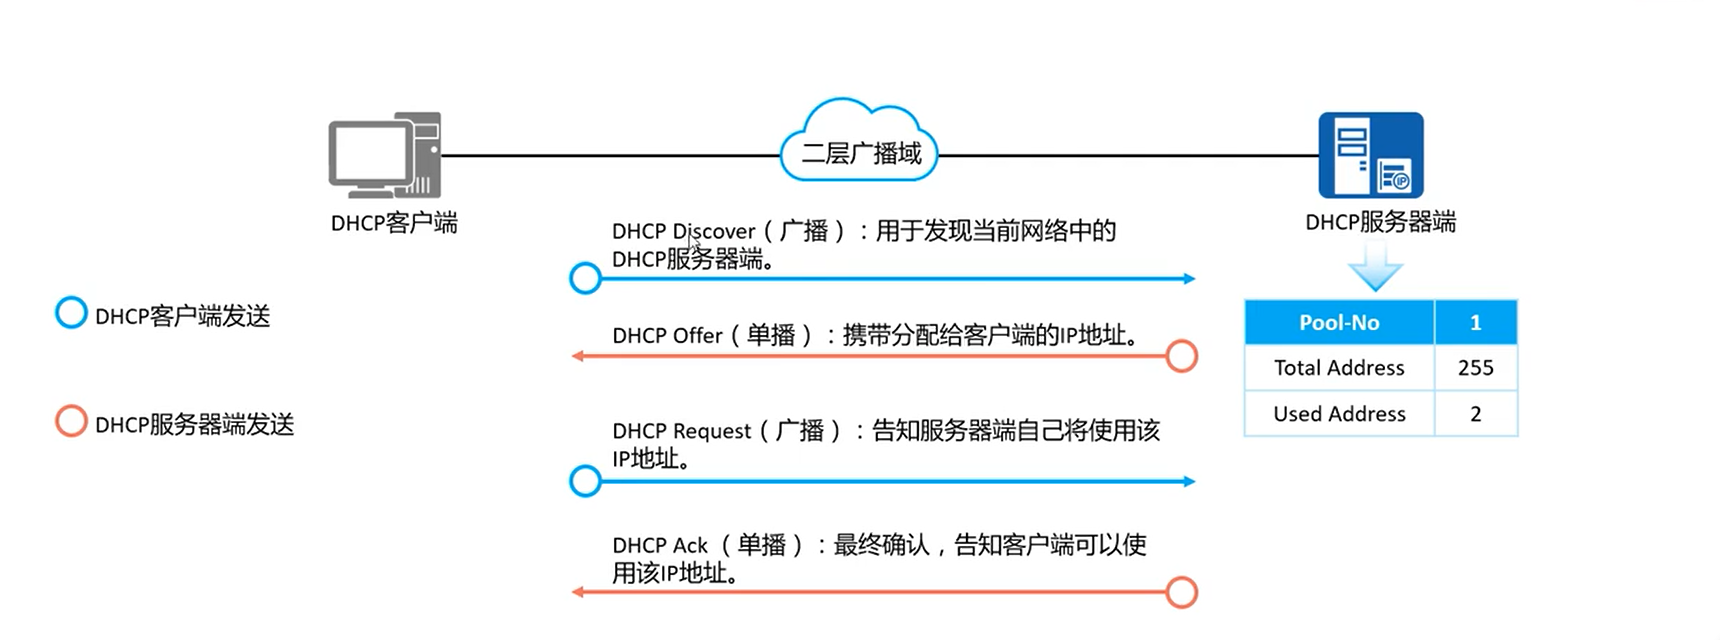 二层广播域
DHCP客户端
DHCP服务器端
DHCP Discover（广播）：用于发现当前网络中的
DHCP服务器端。
DHCP客户端发送
DHCP Offer（单播）：携带分配给客户端的IP地址。
DHCP服务器端发送
DHCP Request（广播）：告知服务器端自己将使用该
IP地址。
DHCP Ack （单播）：最终确认，告知客户端可以使
用该IP地址。
Pool-No 1
Total Address 255
Used Address 2
IP